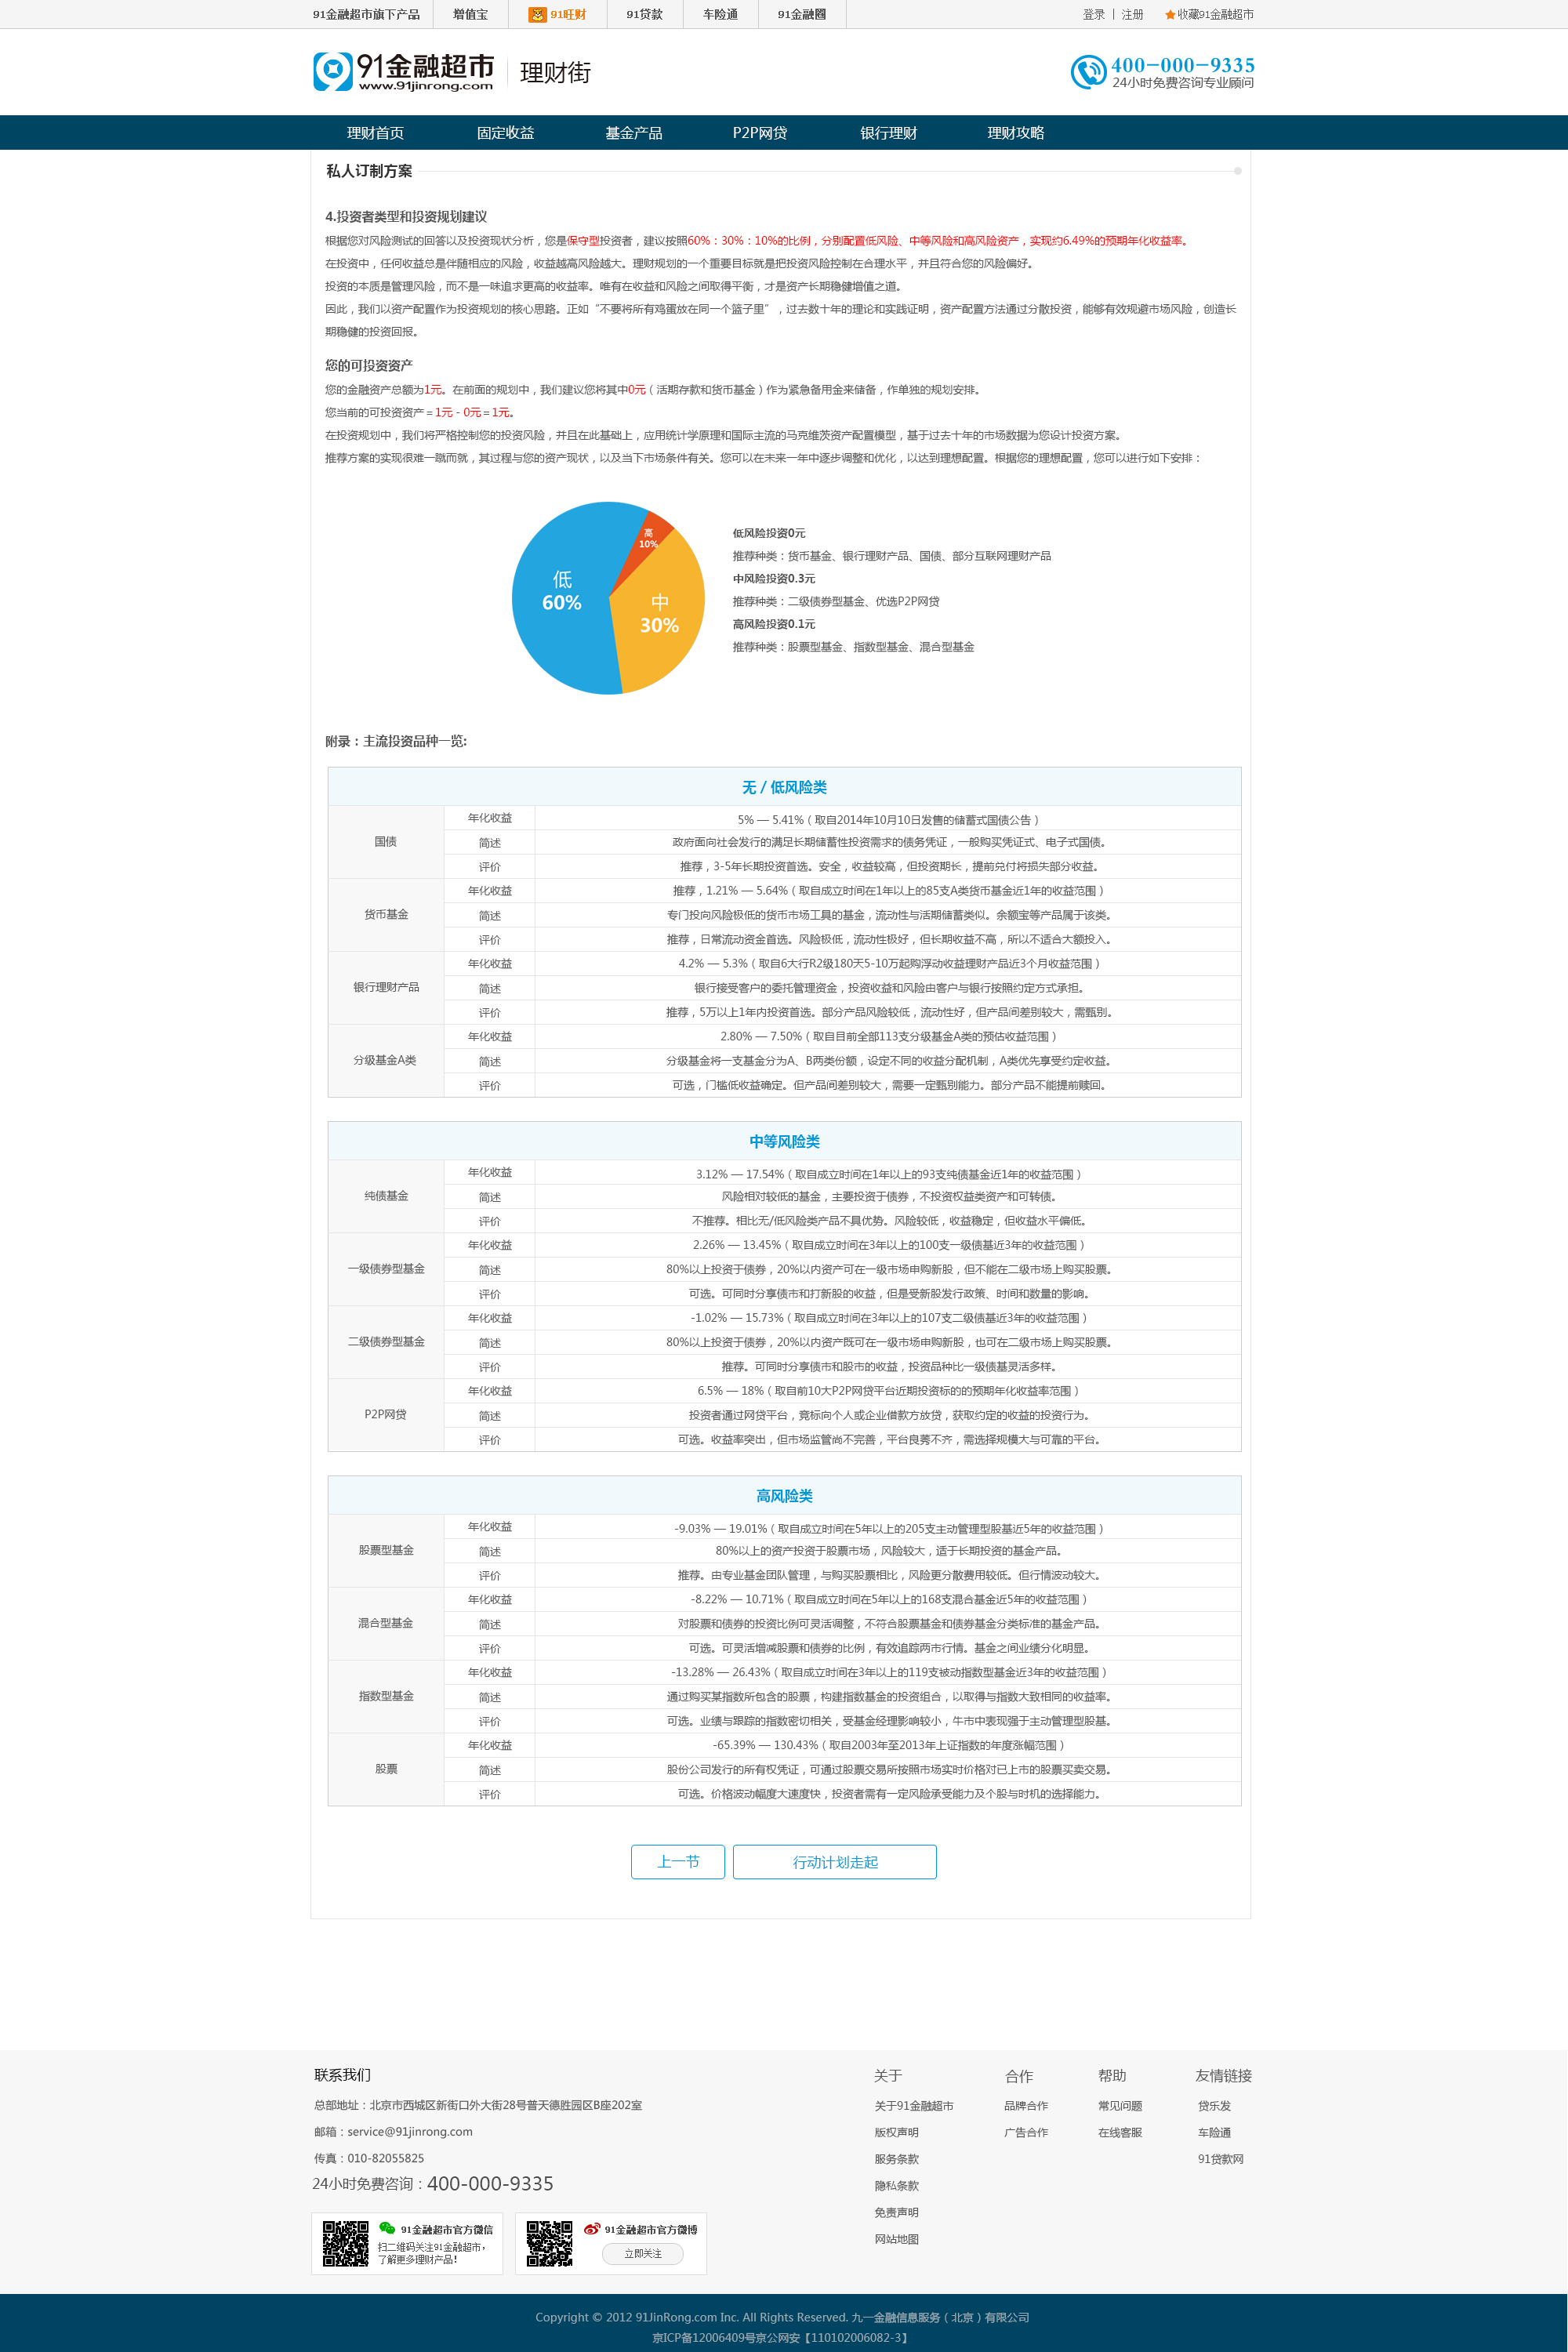 91金融超市旗下产品 增值宝 91旺财 91贷款 车险通 91金融圈 登录 | 注册 收藏91金融超市
91金融超市 理财街 400-000-9335
www.91jinrong.com 24小时免费咨询专业顾问
理财首页 固定收益 基金产品 P2P网贷 银行理财 理财攻略
私人订制方案
4.投资者类型和投资规划建议
根据您对风险测试的回答以及投资现状分析，您是保守型投资者，建议按照60%：30%：10%的比例，分别配置低风险、中等风险和高风险资产，实现约6.49%的预期年化收益率。
在投资中，任何收益总是伴随相应的风险，收益越高风险越大。理财规划的一个重要目标就是把投资风险控制在合理水平，并且符合您的风险偏好。
投资的本质是管理风险，而不是一味追求更高的收益率。唯有在收益和风险之间取得平衡，才是资产长期稳健增值之道。
因此，我们以资产配置作为投资规划的核心思路。正如“不要将所有鸡蛋放在同一个篮子里”，过去数十年的理论和实践证明，资产配置方法通过分散投资，能够有效规避市场风险，创造长
期稳健的投资回报。
您的可投资资产
您的金融资产总额为1元。在前面的规划中，我们建议您将其中0元（活期存款和货币基金）作为紧急备用金来储备，作单独的规划安排。
您当前的可投资资产＝1元 - 0元＝1元。
在投资规划中，我们将严格控制您的投资风险，并且在此基础上，应用统计学原理和国际主流的马克维茨资产配置模型，基于过去十年的市场数据为您设计投资方案。
推荐方案的实现很难一蹴而就，其过程与您的资产现状，以及当下市场条件有关。您可以在未来一年中逐步调整和优化，以达到理想配置。根据您的理想配置，您可以进行如下安排：
高
10%
低
60%
中
30%
低风险投资0元
推荐种类：货币基金、银行理财产品、国债、部分互联网理财产品
中风险投资0.3元
推荐种类：二级债券型基金、优选P2P网贷
高风险投资0.1元
推荐种类：股票型基金、指数型基金、混合型基金
附录：主流投资品种一览:
无 / 低风险类
国债
年化收益 5% — 5.41%（取自2014年10月10日发售的储蓄式国债公告）
简述 政府面向社会发行的满足长期储蓄性投资需求的债务凭证，一般购买凭证式、电子式国债。
评价 推荐，3-5年长期投资首选。安全，收益较高，但投资期长，提前兑付将损失部分收益。
货币基金
年化收益 推荐，1.21% — 5.64%（取自成立时间在1年以上的85支A类货币基金近1年的收益范围）
简述 专门投向风险极低的货币市场工具的基金，流动性与活期储蓄类似。余额宝等产品属于该类。
评价 推荐，日常流动资金首选。风险极低，流动性极好，但长期收益不高，所以不适合大额投入。
银行理财产品
年化收益 4.2% — 5.3%（取自6大行R2级180天5-10万起购浮动收益理财产品近3个月收益范围）
简述 银行接受客户的委托管理资金，投资收益和风险由客户与银行按照约定方式承担。
评价 推荐，5万以上1年内投资首选。部分产品风险较低，流动性好，但产品间差别较大，需甄别。
分级基金A类
年化收益 2.80% — 7.50%（取自目前全部113支分级基金A类的预估收益范围）
简述 分级基金将一支基金分为A、B两类份额，设定不同的收益分配机制，A类优先享受约定收益。
评价 可选，门槛低收益确定。但产品间差别较大，需要一定甄别能力。部分产品不能提前赎回。
中等风险类
纯债基金
年化收益 3.12% — 17.54%（取自成立时间在1年以上的93支纯债基金近1年的收益范围）
简述 风险相对较低的基金，主要投资于债券，不投资权益类资产和可转债。
评价 不推荐。相比无/低风险类产品不具优势。风险较低，收益稳定，但收益水平偏低。
一级债券型基金
年化收益 2.26% — 13.45%（取自成立时间在3年以上的100支一级债基近3年的收益范围）
简述 80%以上投资于债券，20%以内资产可在一级市场申购新股，但不能在二级市场上购买股票。
评价 可选。可同时分享债市和打新股的收益，但是受新股发行政策、时间和数量的影响。
二级债券型基金
年化收益 -1.02% — 15.73%（取自成立时间在3年以上的107支二级债基近3年的收益范围）
简述 80%以上投资于债券，20%以内资产既可在一级市场申购新股，也可在二级市场上购买股票。
评价 推荐。可同时分享债市和股市的收益，投资品种比一级债基灵活多样。
P2P网贷
年化收益 6.5% — 18%（取自前10大P2P网贷平台近期投资标的的预期年化收益率范围）
简述 投资者通过网贷平台，竞标向个人或企业借款方放贷，获取约定的收益的投资行为。
评价 可选。收益率突出，但市场监管尚不完善，平台良莠不齐，需选择规模大与可靠的平台。
高风险类
股票型基金
年化收益 -9.03% — 19.01%（取自成立时间在5年以上的205支主动管理型股基近5年的收益范围）
简述 80%以上的资产投资于股票市场，风险较大，适于长期投资的基金产品。
评价 推荐。由专业基金团队管理，与购买股票相比，风险更分散费用较低。但行情波动较大。
混合型基金
年化收益 -8.22% — 10.71%（取自成立时间在5年以上的168支混合基金近5年的收益范围）
简述 对股票和债券的投资比例可灵活调整，不符合股票基金和债券基金分类标准的基金产品。
评价 可选。可灵活增减股票和债券的比例，有效追踪两市行情。基金之间业绩分化明显。
指数型基金
年化收益 -13.28% — 26.43%（取自成立时间在3年以上的119支被动指数型基金近3年的收益范围）
简述 通过购买某指数所包含的股票，构建指数基金的投资组合，以取得与指数大致相同的收益率。
评价 可选。业绩与跟踪的指数密切相关，受基金经理影响较小，牛市中表现强于主动管理型股基。
股票
年化收益 -65.39% — 130.43%（取自2003年至2013年上证指数的年度涨幅范围）
简述 股份公司发行的所有权凭证，可通过股票交易所按照市场实时价格对已上市的股票买卖交易。
评价 可选。价格波动幅度大速度快，投资者需有一定风险承受能力及个股与时机的选择能力。
上一节 行动计划走起
联系我们
总部地址：北京市西城区新街口外大街28号普天德胜园区B座202室
邮箱：service@91jinrong.com
传真：010-82055825
24小时免费咨询：400-000-9335
91金融超市官方微信
扫二维码关注91金融超市，
了解更多理财产品！
91金融超市官方微博
立即关注
关于
关于91金融超市
版权声明
服务条款
隐私条款
免责声明
网站地图
合作
品牌合作
广告合作
帮助
常见问题
在线客服
友情链接
贷乐发
车险通
91贷款网
Copyright © 2012 91JinRong.com Inc. All Rights Reserved. 九一金融信息服务（北京）有限公司
京ICP备12006409号京公网安【110102006082-3】